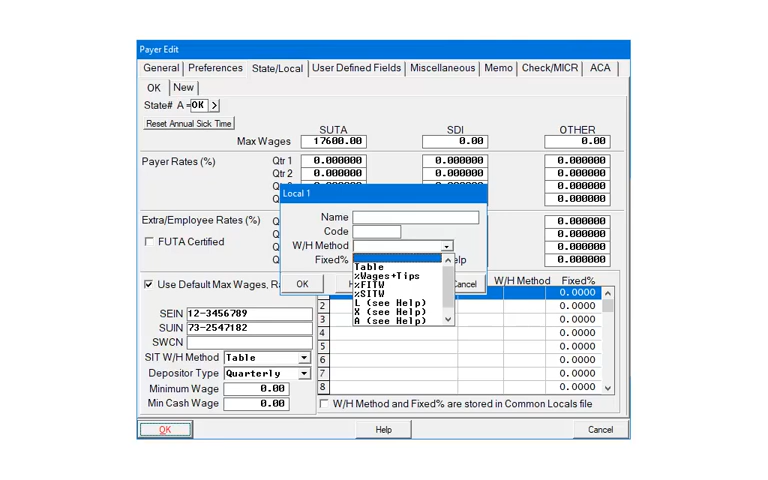 Payer Edit
General Preferences State/Local User Defined Fields Miscellaneous Memo Check/MICR ACA
OK New
State# A = OK >
Reset Annual Sick Time
SUTA SDI OTHER
Max Wages 17600.00 0.00 0.00
Payer Rates (%) Qtr 1 0.000000 0.000000 0.000000
Qtr 2 0.000000 0.000000 0.000000
0.000000
0.000000
Local 1
Name
Code
W/H Method
Fixed%
Table
%Wages+Tips
%FITW
%SITW
L (see Help)
X (see Help)
A (see Help)
OK
Extra/Employee Rates (%) 0.000000
FUTA Certified 0.000000
0.000000
0.000000
Use Default Max Wages,
W/H Method Fixed%
0.0000
2 0.0000
3 0.0000
4 0.0000
5 0.0000
6 0.0000
7 0.0000
8 0.0000
SEIN 12-3456789
SUIN 73-2547182
SWCN
SIT W/H Method Table
Depositor Type Quarterly
Minimum Wage 0.00
Min Cash Wage 0.00
W/H Method and Fixed% are stored in Common Locals file
OK Help Cancel